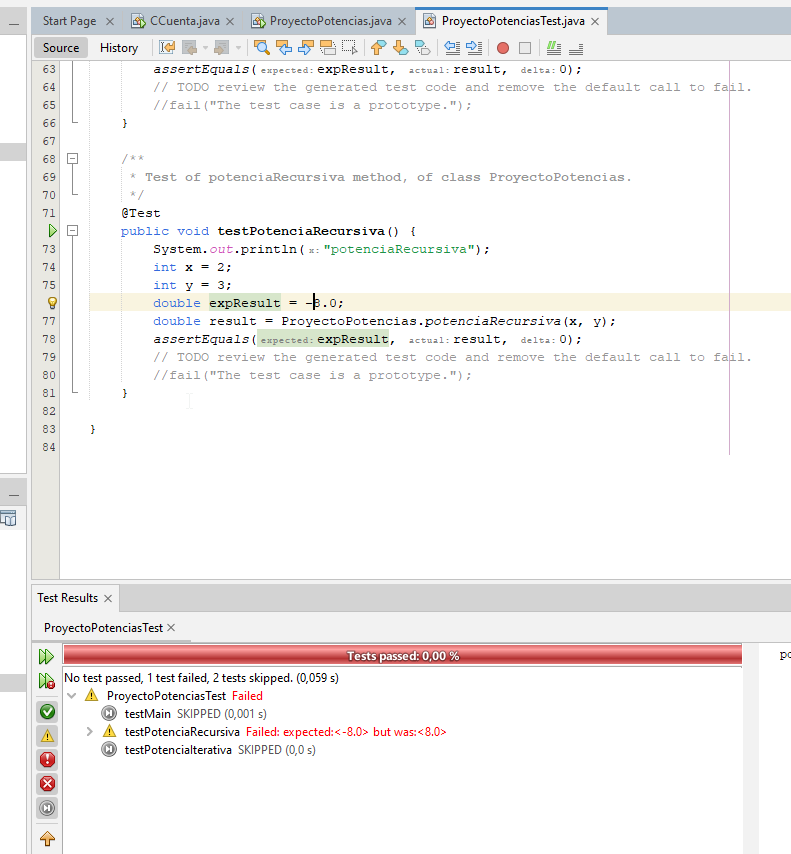 Start Page CCuenta.java ProyectoPotencias.java ProyectoPotenciasTest.java
Source History
63 assertEquals(expected: expResult, actual: result, delta: 0);
64 // TODO review the generated test code and remove the default call to fail.
65 //fail("The test case is a prototype.");
66 }
67
68 /**
69 * Test of potenciaRecursiva method, of class ProyectoPotencias.
70 */
71 @Test
public void testPotenciaRecursiva() {
73 System.out.println(x: "potenciaRecursiva");
74 int x = 2;
75 int y = 3;
double expResult = -8.0;
77 double result = ProyectoPotencias.potenciaRecursiva(x, y);
78 assertEquals(expected: expResult, actual: result, delta: 0);
79 // TODO review the generated test code and remove the default call to fail.
80 //fail("The test case is a prototype.");
81 }
82
83 }
84
Test Results
ProyectoPotenciasTest
Tests passed: 0,00 %
po
No test passed, 1 test failed, 2 tests skipped. (0,059 s)
ProyectoPotenciasTest Failed
testMain SKIPPED (0,001 s)
testPotenciaRecursiva Failed: expected:<-8.0> but was:<8.0>
testPotenciaIterativa SKIPPED (0,0 s)